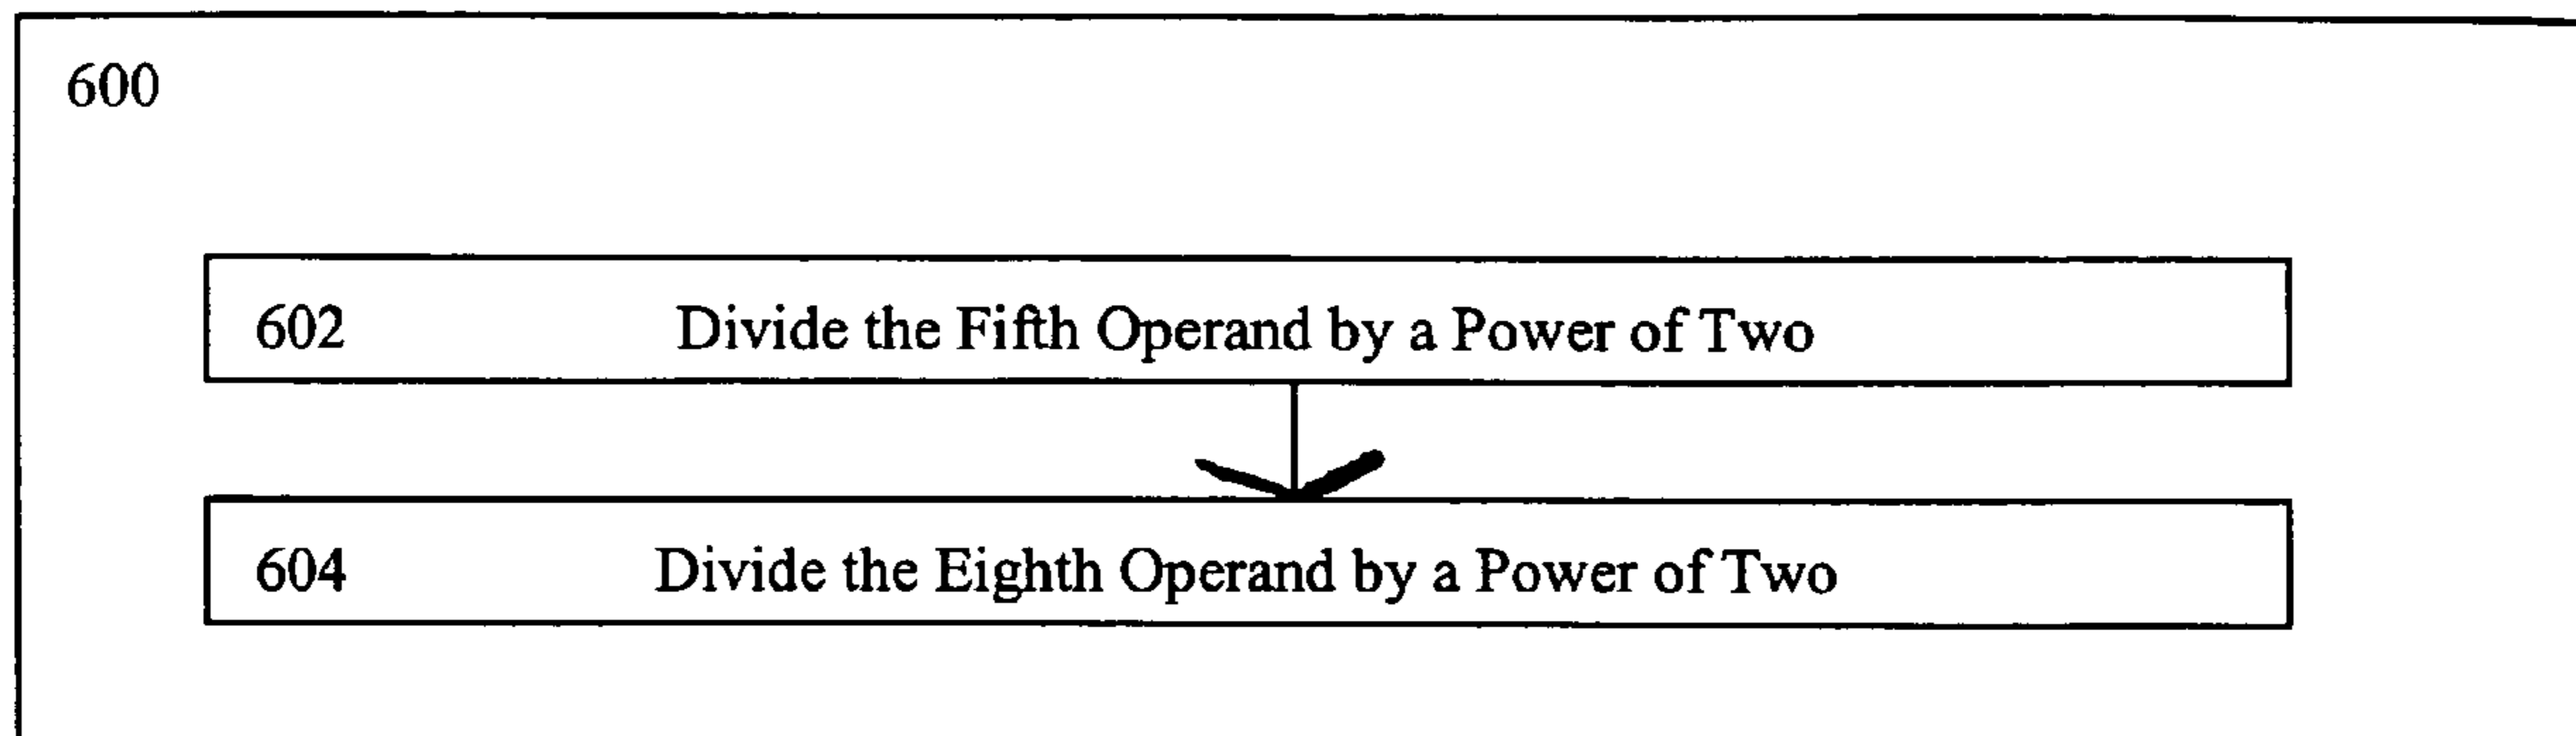 600
602 Divide the Fifth Operand by a Power of Two
604 Divide the Eighth Operand by a Power of Two